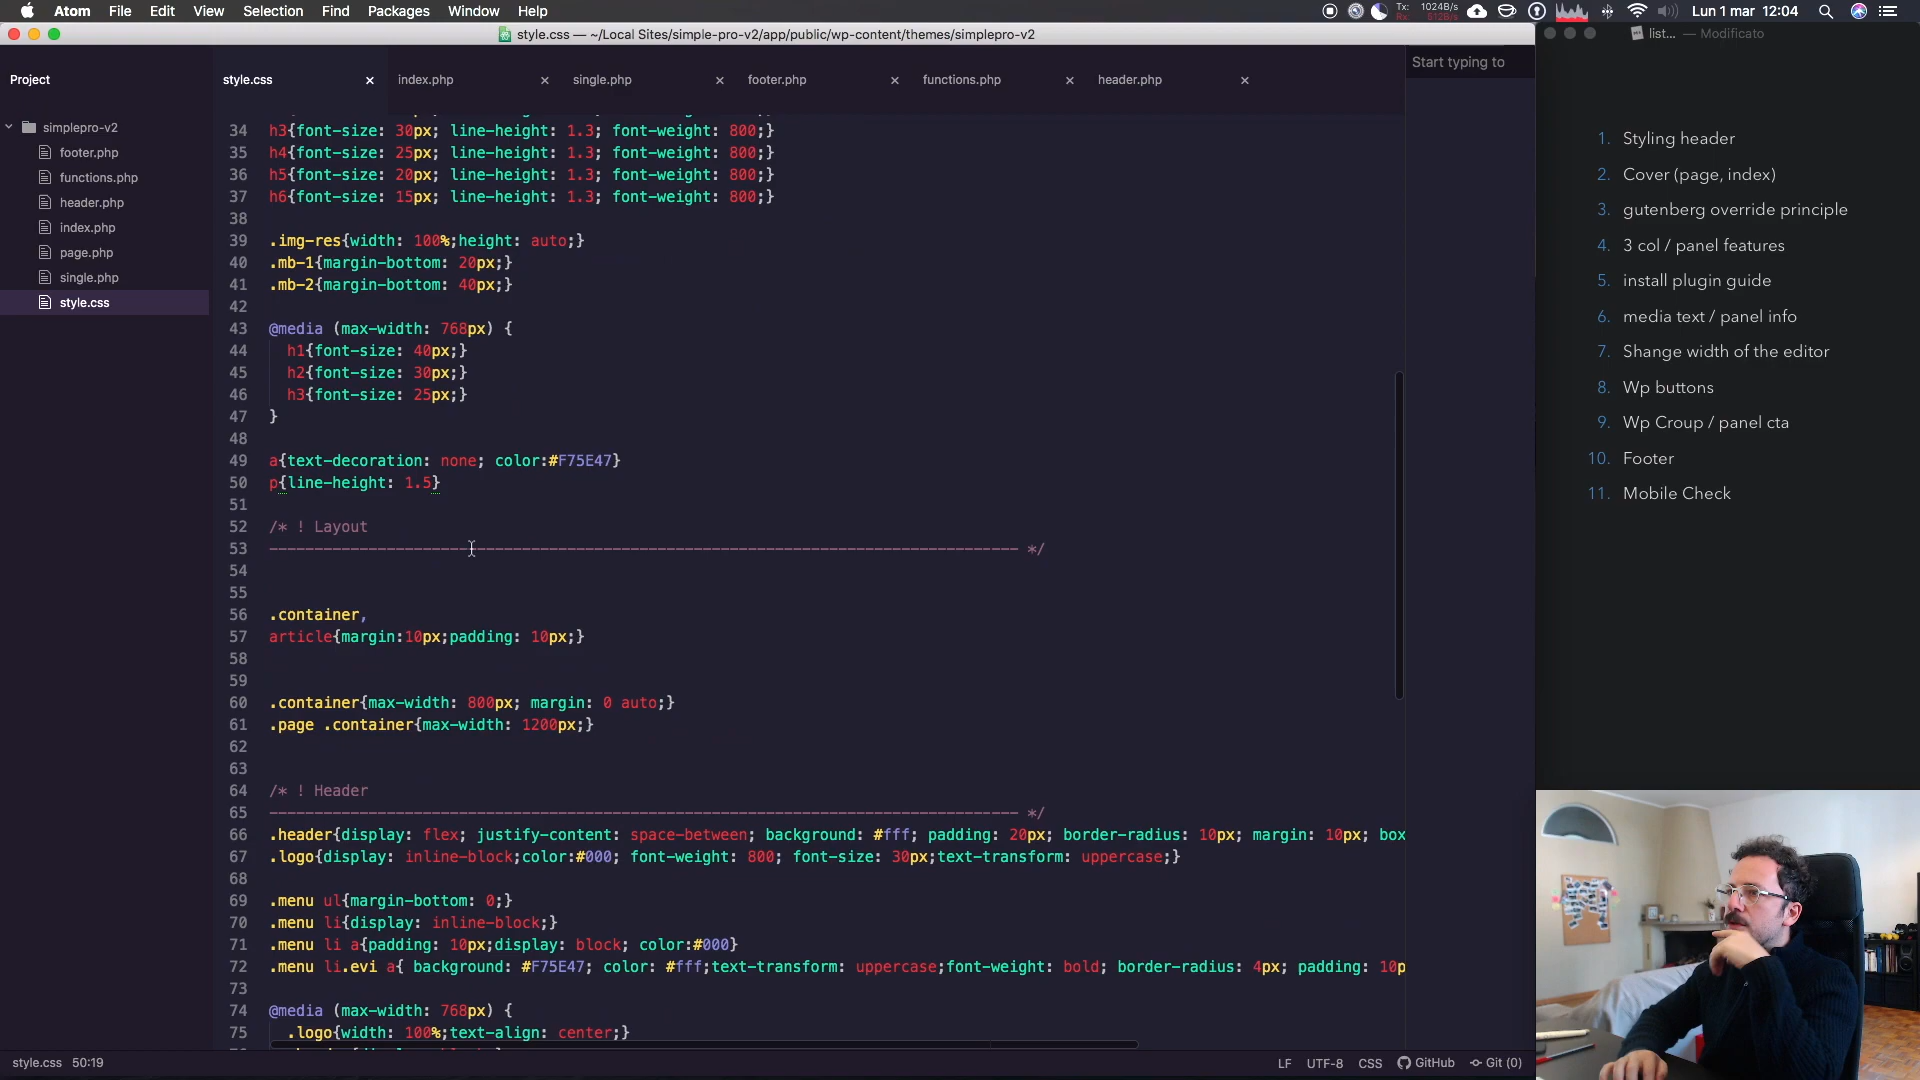 Atom File Edit View Selection Find Packages Window Help
Tx: 1024B/s
Rx: 512B/s
Lun 1 mar 12:04
style.css — ~/Local Sites/simple-pro-v2/app/public/wp-content/themes/simplepro-v2
list... — Modificato
Project
style.css index.php single.php footer.php functions.php header.php
Start typing to
simplepro-v2
footer.php
functions.php
header.php
index.php
page.php
single.php
style.css
34 h3{font-size: 30px; line-height: 1.3; font-weight: 800;}
35 h4{font-size: 25px; line-height: 1.3; font-weight: 800;}
36 h5{font-size: 20px; line-height: 1.3; font-weight: 800;}
37 h6{font-size: 15px; line-height: 1.3; font-weight: 800;}
38
39 .img-res{width: 100%;height: auto;}
40 .mb-1{margin-bottom: 20px;}
41 .mb-2{margin-bottom: 40px;}
42
43 @media (max-width: 768px) {
44 h1{font-size: 40px;}
45 h2{font-size: 30px;}
46 h3{font-size: 25px;}
47 }
48
49 a{text-decoration: none; color:#F75E47}
50 p{line-height: 1.5}
51
52 /* ! Layout
53 ----------------------------------------------------------------------------------- */
54
55
56 .container,
57 article{margin:10px;padding: 10px;}
58
59
60 .container{max-width: 800px; margin: 0 auto;}
61 .page .container{max-width: 1200px;}
62
63
64 /* ! Header
65 ----------------------------------------------------------------------------------- */
66 .header{display: flex; justify-content: space-between; background: #fff; padding: 20px; border-radius: 10px; margin: 10px; box
67 .logo{display: inline-block;color:#000; font-weight: 800; font-size: 30px;text-transform: uppercase;}
68
69 .menu ul{margin-bottom: 0;}
70 .menu li{display: inline-block;}
71 .menu li a{padding: 10px;display: block; color:#000}
72 .menu li.evi a{ background: #F75E47; color: #fff;text-transform: uppercase;font-weight: bold; border-radius: 4px; padding: 10p
73
74 @media (max-width: 768px) {
75 .logo{width: 100%;text-align: center;}
style.css 50:19
LF UTF-8 CSS GitHub Git (0)
1. Styling header
2. Cover (page, index)
3. gutenberg override principle
4. 3 col / panel features
5. install plugin guide
6. media text / panel info
7. Shange width of the editor
8. Wp buttons
9. Wp Croup / panel cta
10. Footer
11. Mobile Check